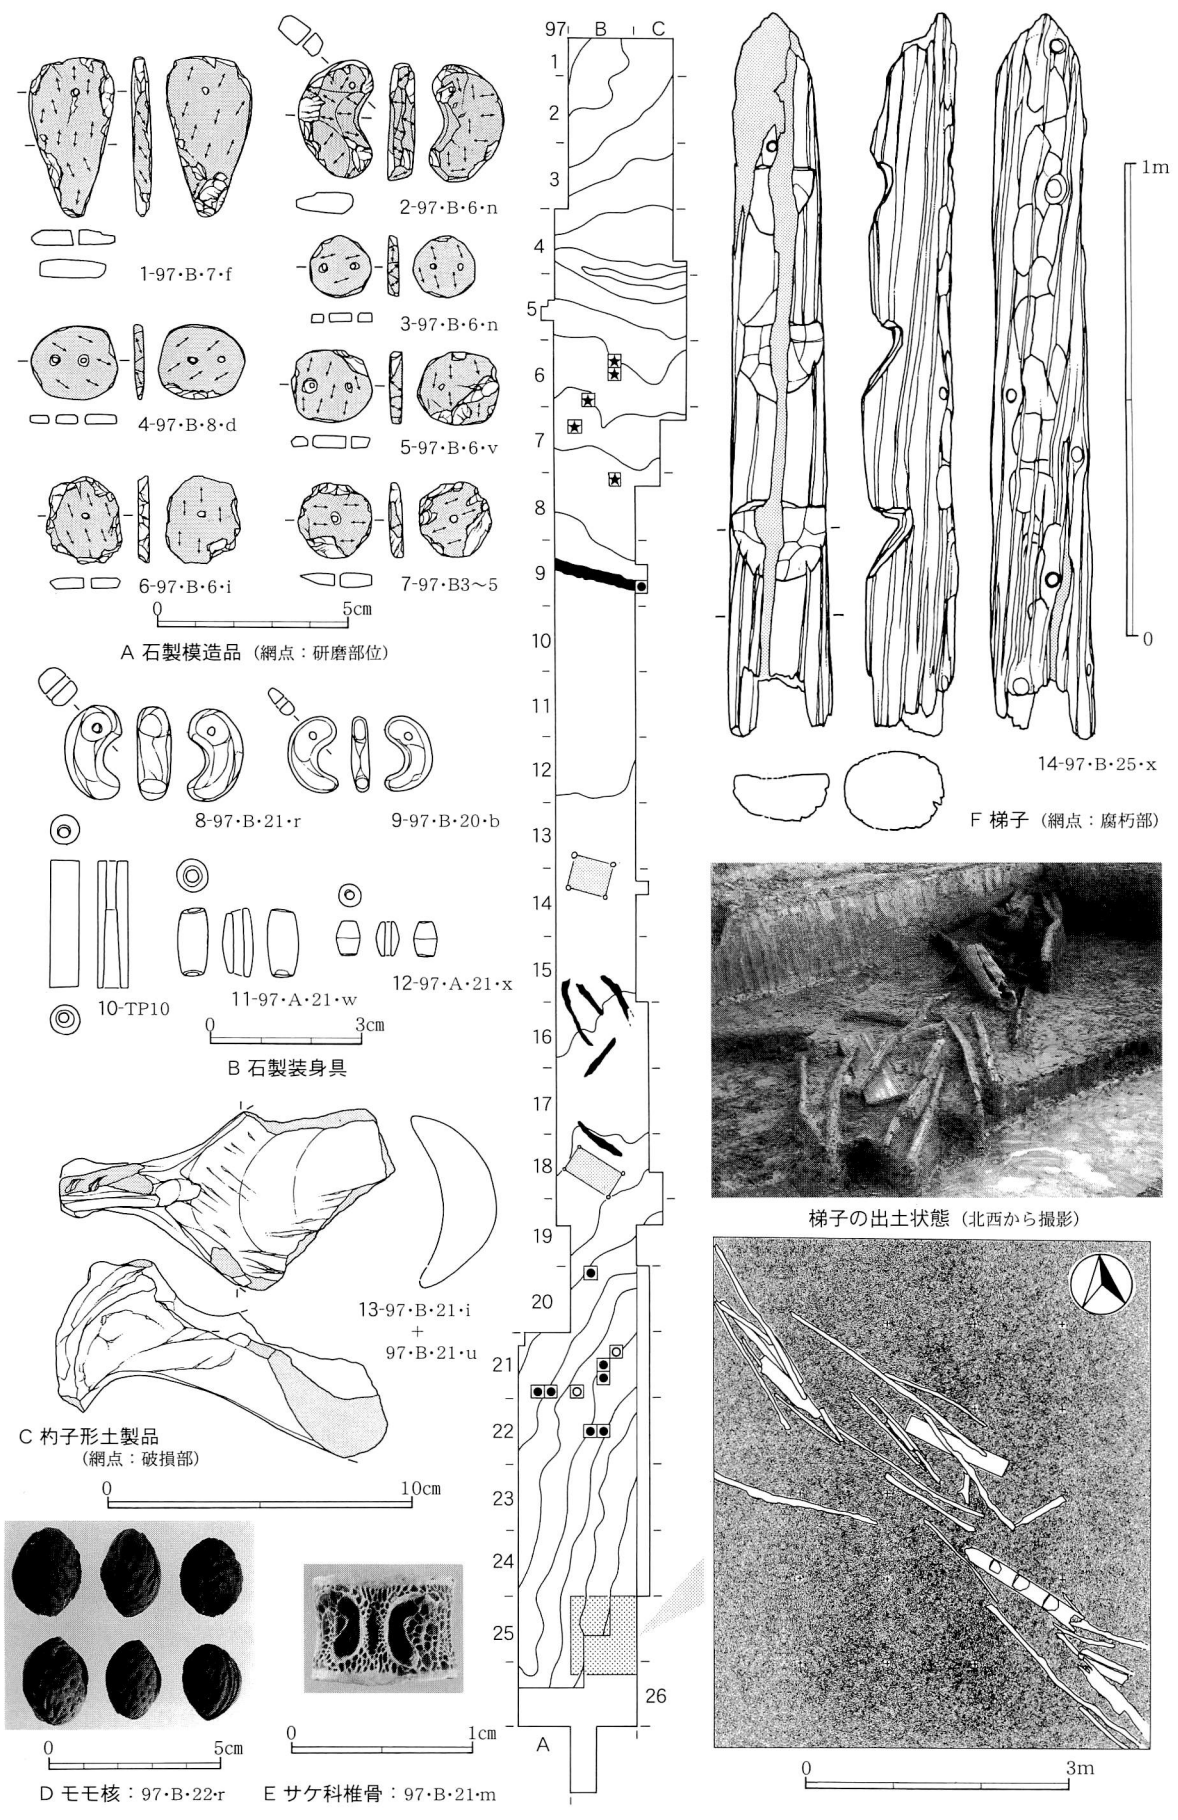 1-97・B・7・f
2-97・B・6・n
3-97・B・6・n
4-97・B・8・d
5-97・B・6・v
6-97・B・6・i
7-97・B3～5
0 5cm
A 石製模造品 (網点：研磨部位)
8-97・B・21・r
9-97・B・20・b
10-TP10
11-97・A・21・w
12-97・A・21・x
0 3cm
B 石製装身具
13-97・B・21・i
+
97・B・21・u
C 杓子形土製品
(網点：破損部)
0 10cm
0 5cm
D モモ核：97・B・22・r
0 1cm
E サケ科椎骨：97・B・21・m
97 B C
1
2
3
4
5
6
7
8
9
10
11
12
13
14
15
16
17
18
19
20
21
22
23
24
25
26
A
1m
0
14-97・B・25・x
F 梯子 (網点：腐朽部)
梯子の出土状態 (北西から撮影)
0 3m